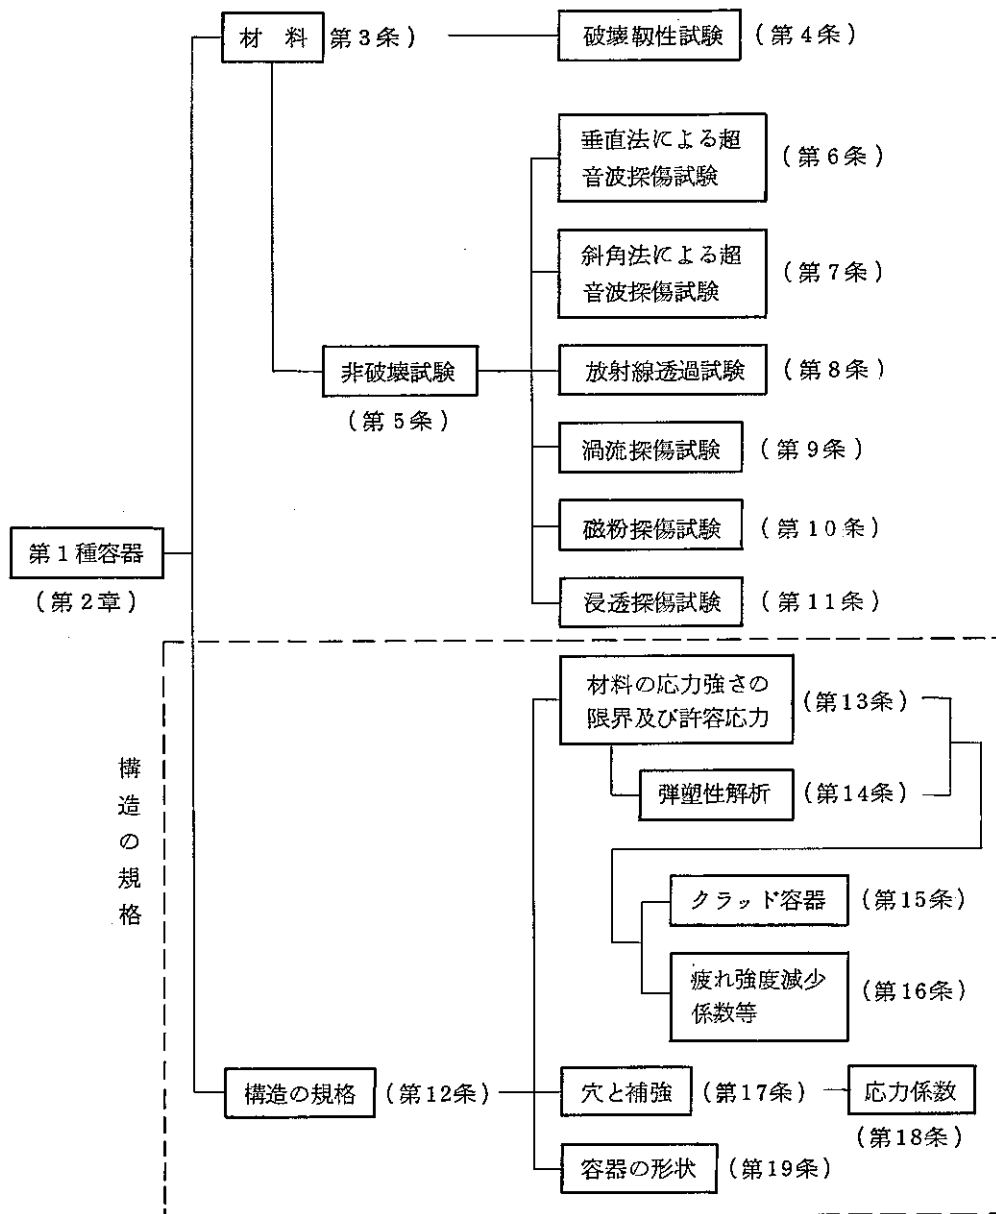 材 料 第3条)
破壊靱性試験 (第4条)
垂直法による超
音波探傷試験
(第6条)
斜角法による超
音波探傷試験
(第7条)
非破壊試験
(第5条)
放射線透過試験 (第8条)
渦流探傷試験 (第9条)
磁粉探傷試験 (第10条)
浸透探傷試験 (第11条)
第1種容器
(第2章)
構造の規格
材料の応力強さの
限界及び許容応力
(第13条)
弾塑性解析 (第14条)
クラッド容器 (第15条)
疲れ強度減少
係数等
(第16条)
構造の規格 (第12条)
穴と補強 (第17条)
応力係数
(第18条)
容器の形状 (第19条)